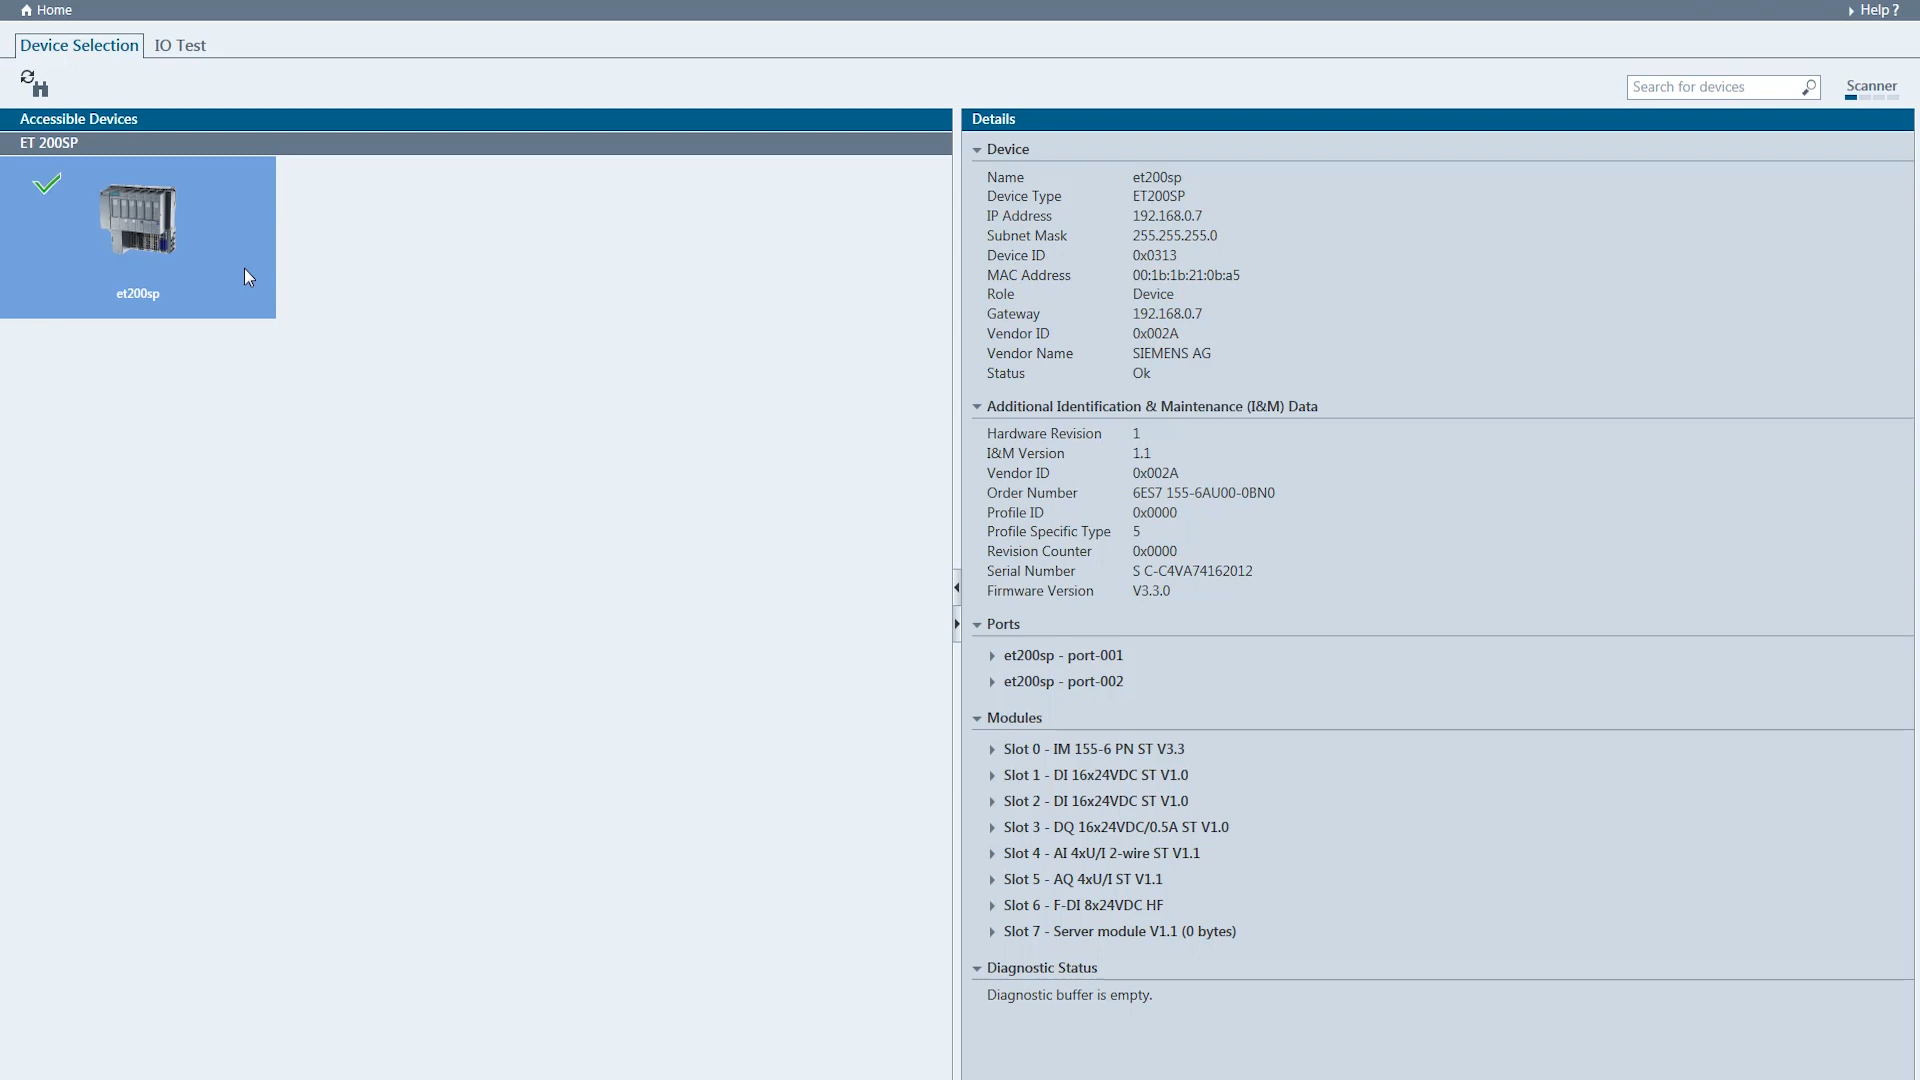 Home
Help ?
Device Selection
IO Test
Search for devices
Scanner
Accessible Devices
ET 200SP
et200sp
Details
Device
Name et200sp
Device Type ET200SP
IP Address 192.168.0.7
Subnet Mask 255.255.255.0
Device ID 0x0313
MAC Address 00:1b:1b:21:0b:a5
Role Device
Gateway 192.168.0.7
Vendor ID 0x002A
Vendor Name SIEMENS AG
Status Ok
Additional Identification & Maintenance (I&M) Data
Hardware Revision 1
I&M Version 1.1
Vendor ID 0x002A
Order Number 6ES7 155-6AU00-0BN0
Profile ID 0x0000
Profile Specific Type 5
Revision Counter 0x0000
Serial Number S C-C4VA74162012
Firmware Version V3.3.0
Ports
et200sp - port-001
et200sp - port-002
Modules
Slot 0 - IM 155-6 PN ST V3.3
Slot 1 - DI 16x24VDC ST V1.0
Slot 2 - DI 16x24VDC ST V1.0
Slot 3 - DQ 16x24VDC/0.5A ST V1.0
Slot 4 - AI 4xU/I 2-wire ST V1.1
Slot 5 - AQ 4xU/I ST V1.1
Slot 6 - F-DI 8x24VDC HF
Slot 7 - Server module V1.1 (0 bytes)
Diagnostic Status
Diagnostic buffer is empty.